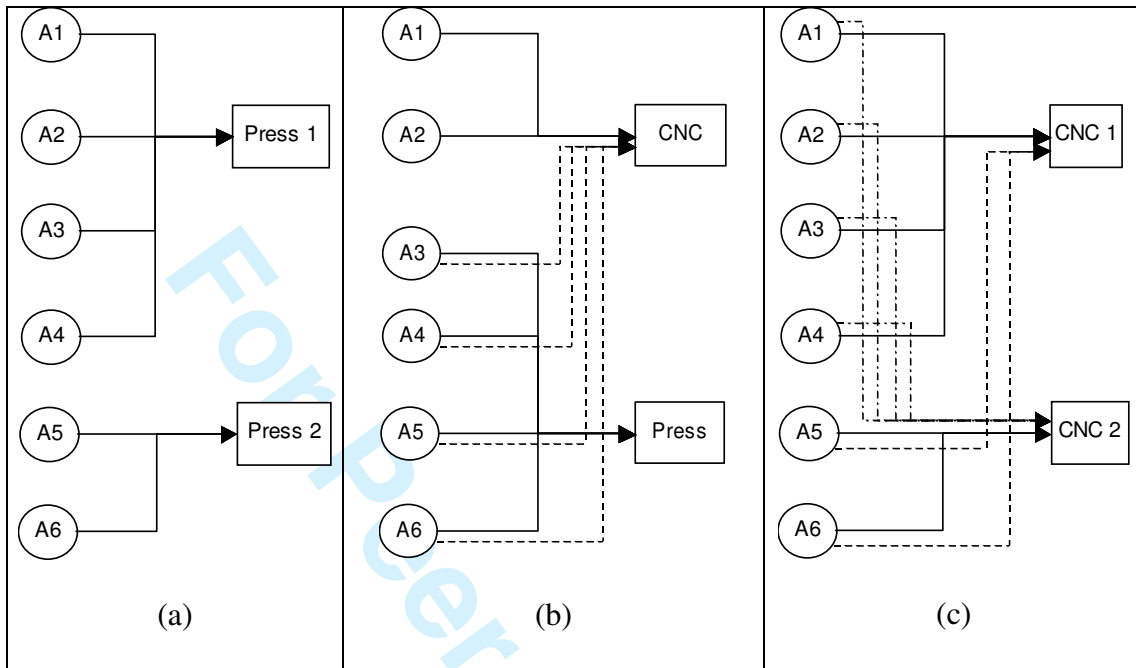 A1
A2
Press 1
A3
A4
A5
Press 2
A6
(a)
A1
A2
CNC
A3
A4
A5
Press
A6
(b)
A1
A2
CNC 1
A3
A4
A5
CNC 2
A6
(c)
For Peer